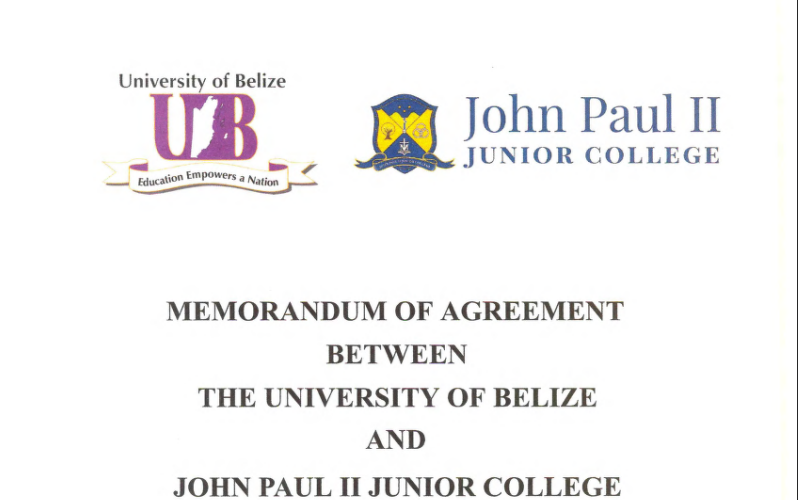 University of Belize
UB
Education Empowers a Nation
John Paul II
JUNIOR COLLEGE
MEMORANDUM OF AGREEMENT
BETWEEN
THE UNIVERSITY OF BELIZE
AND
JOHN PAUL II JUNIOR COLLEGE